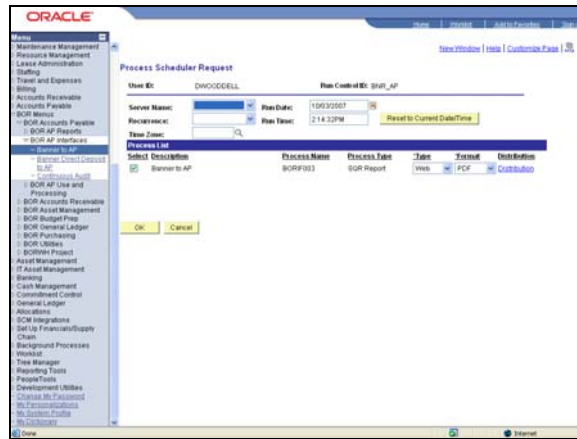 ORACLE
Home | Worklist | Add to Favorites | Sign
Menu
Maintenance Management
Resource Management
Lease Administration
Staffing
Travel and Expenses
Billing
Accounts Receivable
Accounts Payable
BOR Menus
BOR Accounts Payable
BOR AP Reports
BOR AP Interfaces
Banner to AP
Banner Direct Deposit
to AP
Continuous Audit
BOR AP Use and
Processing
BOR Accounts Receivable
BOR Asset Management
BOR Budget Prep
BOR General Ledger
BOR Purchasing
BOR Utilities
BORWH Project
Asset Management
IT Asset Management
Banking
Cash Management
Commitment Control
General Ledger
Allocations
SCM Integrations
Set Up Financials/Supply
Chain
Background Processes
Worklist
Tree Manager
Reporting Tools
PeopleTools
Development Utilities
Change My Password
My Personalizations
My System Profile
My Dictionary
New Window | Help | Customize Page
Process Scheduler Request
User ID: DWOODDELL Run Control ID: BNR_AP
Server Name: Run Date: 10/03/2007
Recurrence: Run Time: 2:14:32PM Reset to Current Date/Time
Time Zone:
Process List
Select Description Process Name Process Type *Type *Format Distribution
Banner to AP BORIF003 SQR Report Web PDF Distribution
OK Cancel
Done Internet